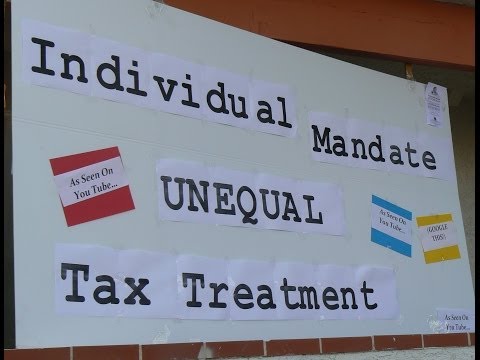 Individual
Mandate
As Seen On
You Tube...
UNEQUAL
As Seen On
You Tube...
(GOOGLE
THIS)
Tax Treatment
As Seen On
You Tube...